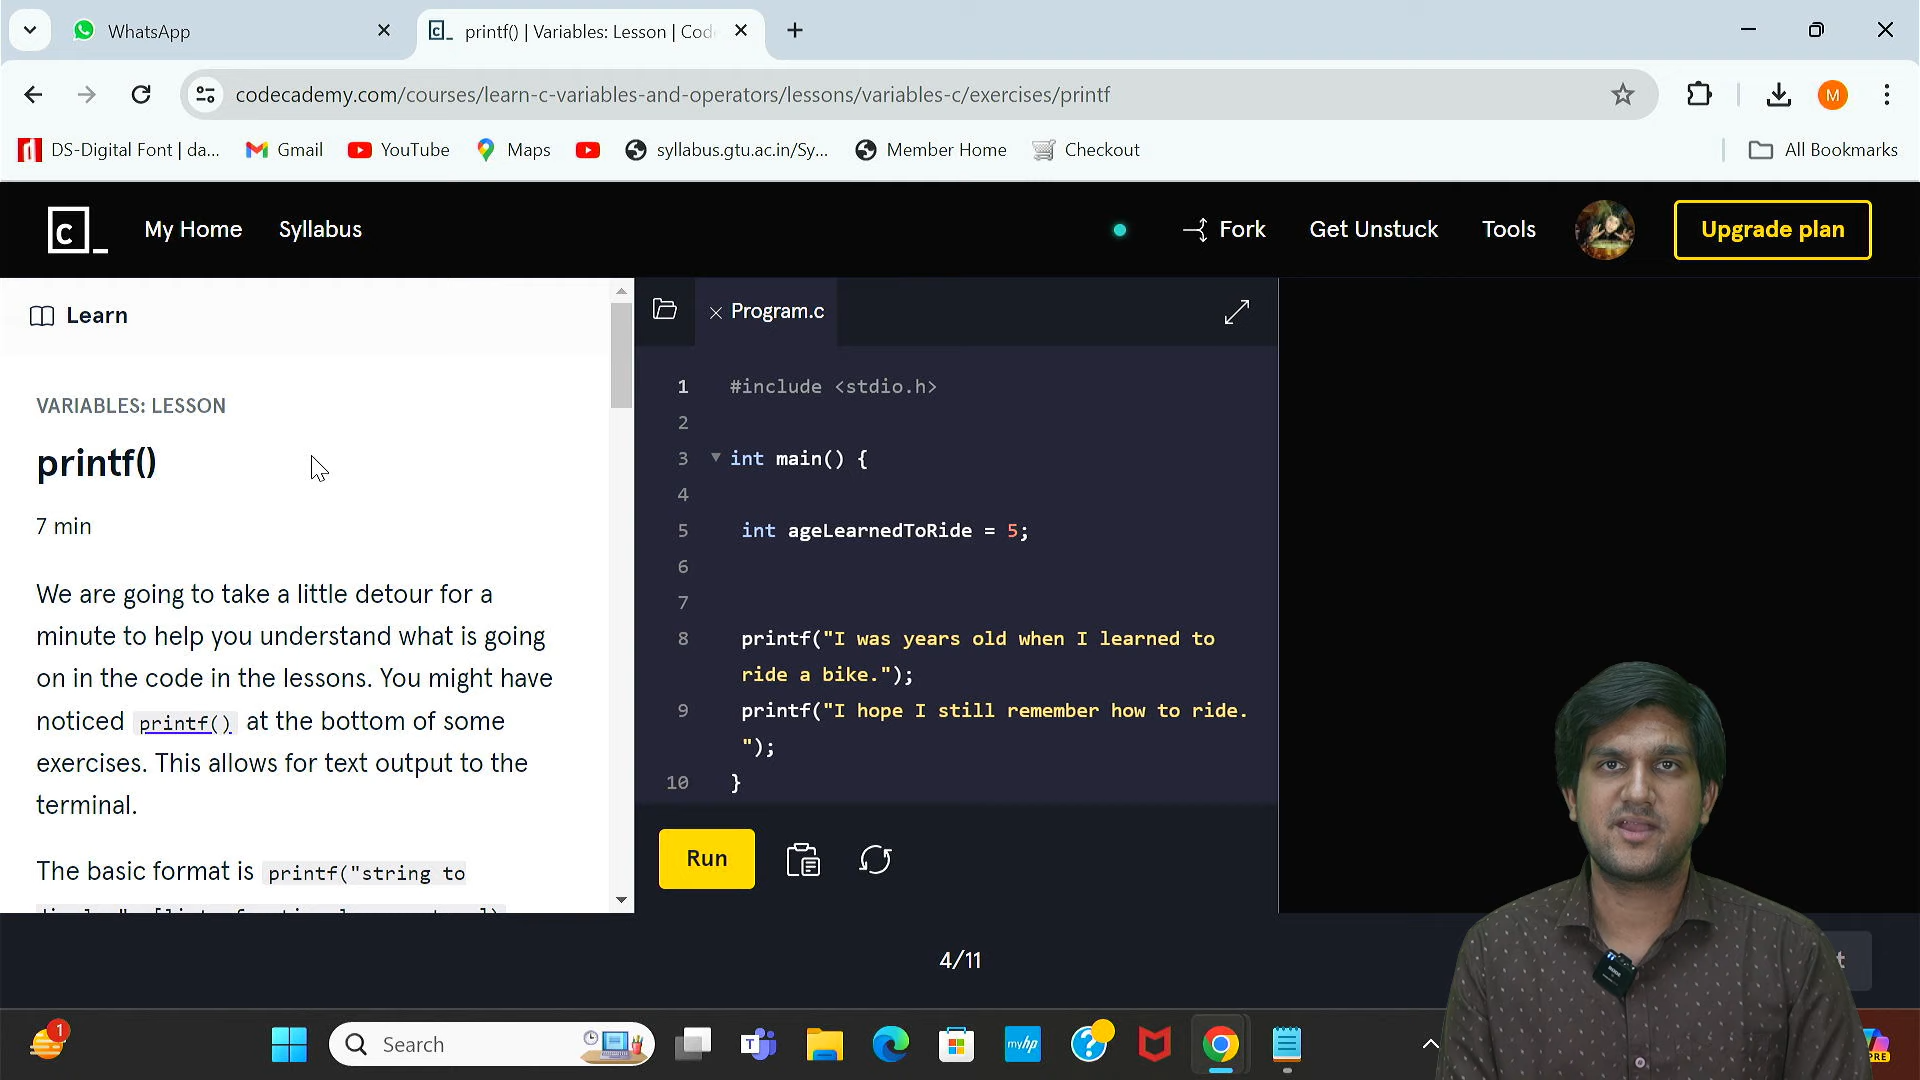 WhatsApp
printf() | Variables: Lesson | Cod
codecademy.com/courses/learn-c-variables-and-operators/lessons/variables-c/exercises/printf
M
DS-Digital Font | da...
Gmail
YouTube
Maps
syllabus.gtu.ac.in/Sy...
Member Home
Checkout
All Bookmarks
c_
My Home
Syllabus
Fork
Get Unstuck
Tools
Upgrade plan
Learn
VARIABLES: LESSON
printf()
7 min
We are going to take a little detour for a
minute to help you understand what is going
on in the code in the lessons. You might have
noticed printf() at the bottom of some
exercises. This allows for text output to the
terminal.
The basic format is printf("string to
Program.c
1 #include <stdio.h>
2
3 int main() {
4
5 int ageLearnedToRide = 5;
6
7
8 printf("I was years old when I learned to
ride a bike.");
9 printf("I hope I still remember how to ride.
");
10 }
Run
4/11
t
1
Search
T
myhp
?
PRE